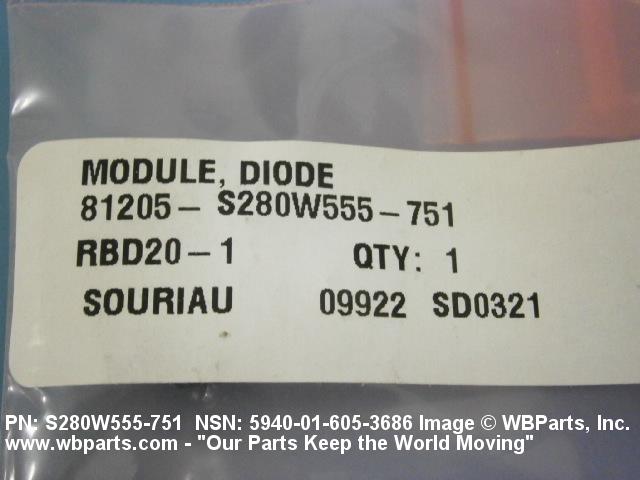 MODULE, DIODE
81205- S280W555-751
RBD20-1 QTY: 1
SOURIAU 09922 SD0321
PN: S280W555-751 NSN: 5940-01-605-3686 Image © WBParts, Inc.
www.wbparts.com - "Our Parts Keep the World Moving"